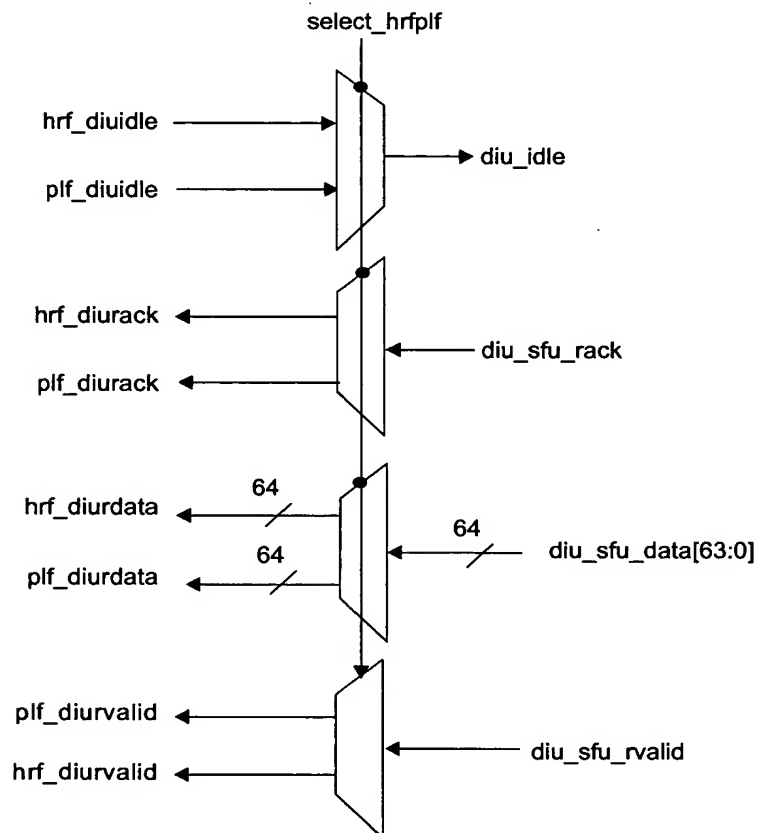 select_hrfplf
hrf_diuidle
diu_idle
plf_diuidle
hrf_diurack
diu_sfu_rack
plf_diurack
64
hrf_diurdata
64
diu_sfu_data[63:0]
64
plf_diurdata
plf_diurvalid
diu_sfu_rvalid
hrf_diurvalid